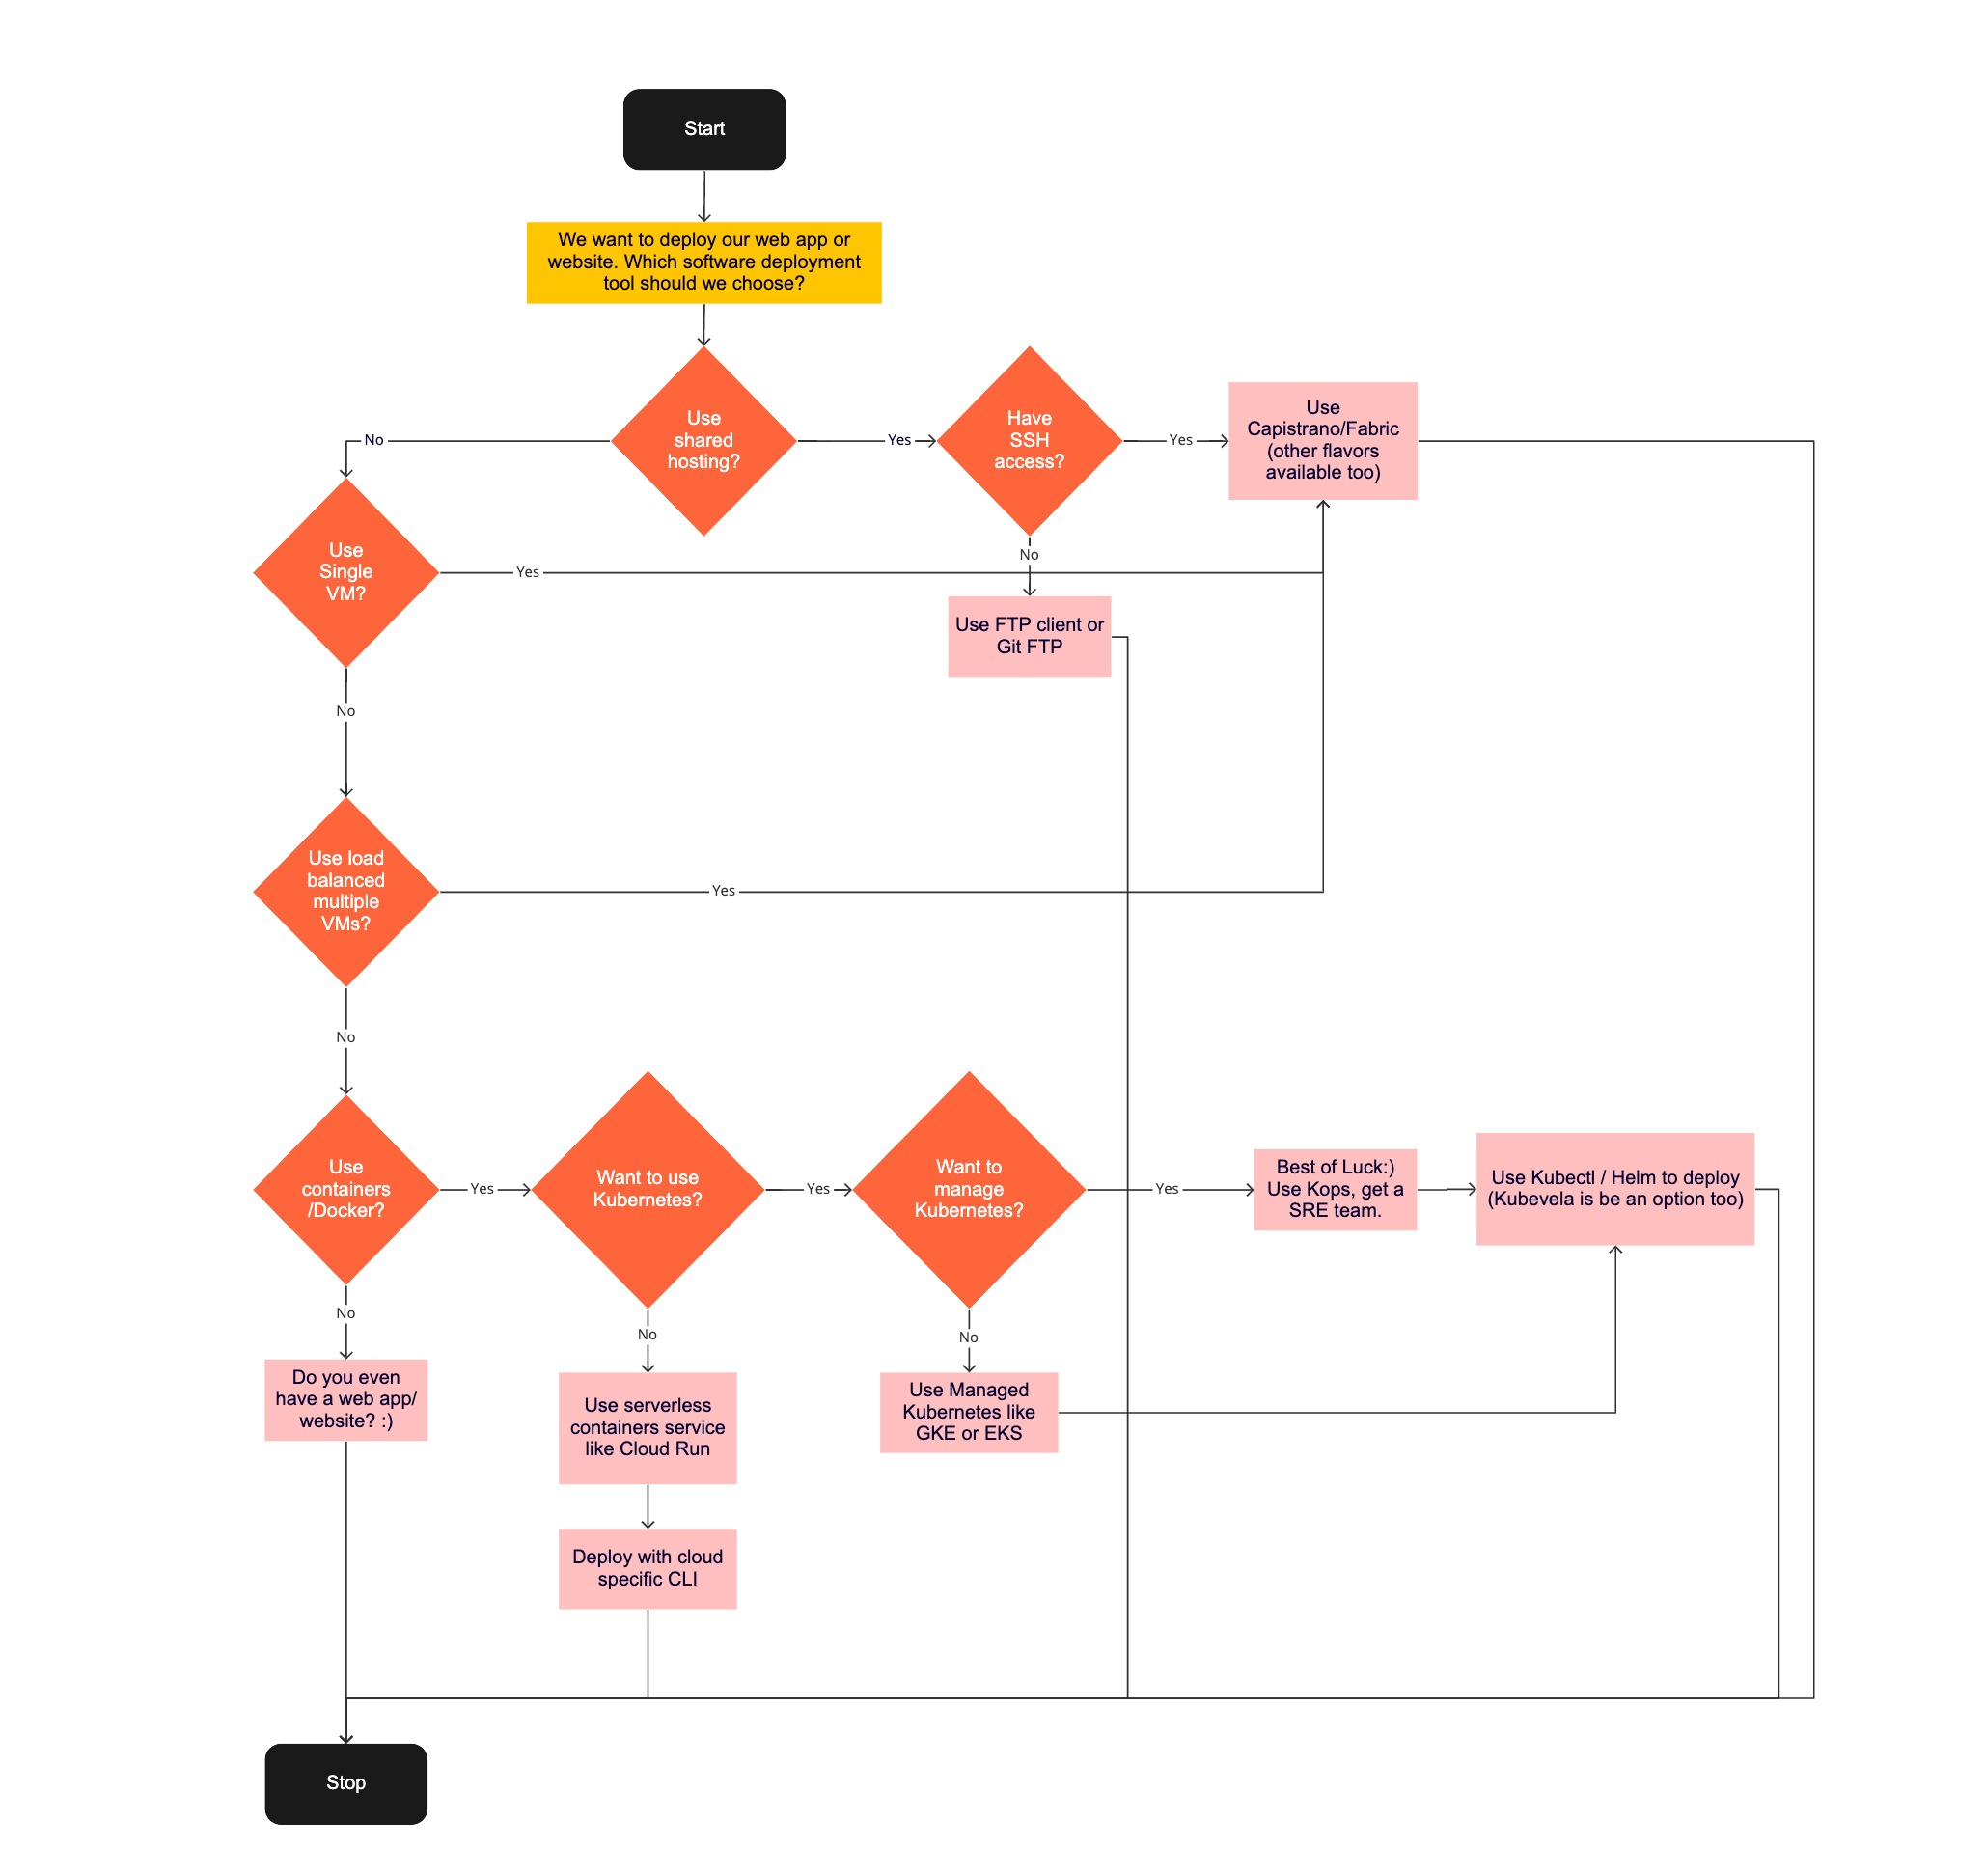 Start
We want to deploy our web app or
website. Which software deployment
tool should we choose?
Use
shared
hosting?
Yes
Have
SSH
access?
Yes
Use
Capistrano/Fabric
(other flavors
available too)
No
No
Use FTP client or
Git FTP
Use
Single
VM?
Yes
No
Use load
balanced
multiple
VMs?
Yes
No
Use
containers
/Docker?
Yes
Want to use
Kubernetes?
Yes
Want to
manage
Kubernetes?
Yes
Best of Luck:)
Use Kops, get a
SRE team.
Use Kubectl / Helm to deploy
(Kubevela is be an option too)
No
Do you even
have a web app/
website? :)
No
Use serverless
containers service
like Cloud Run
No
Use Managed
Kubernetes like
GKE or EKS
Deploy with cloud
specific CLI
Stop